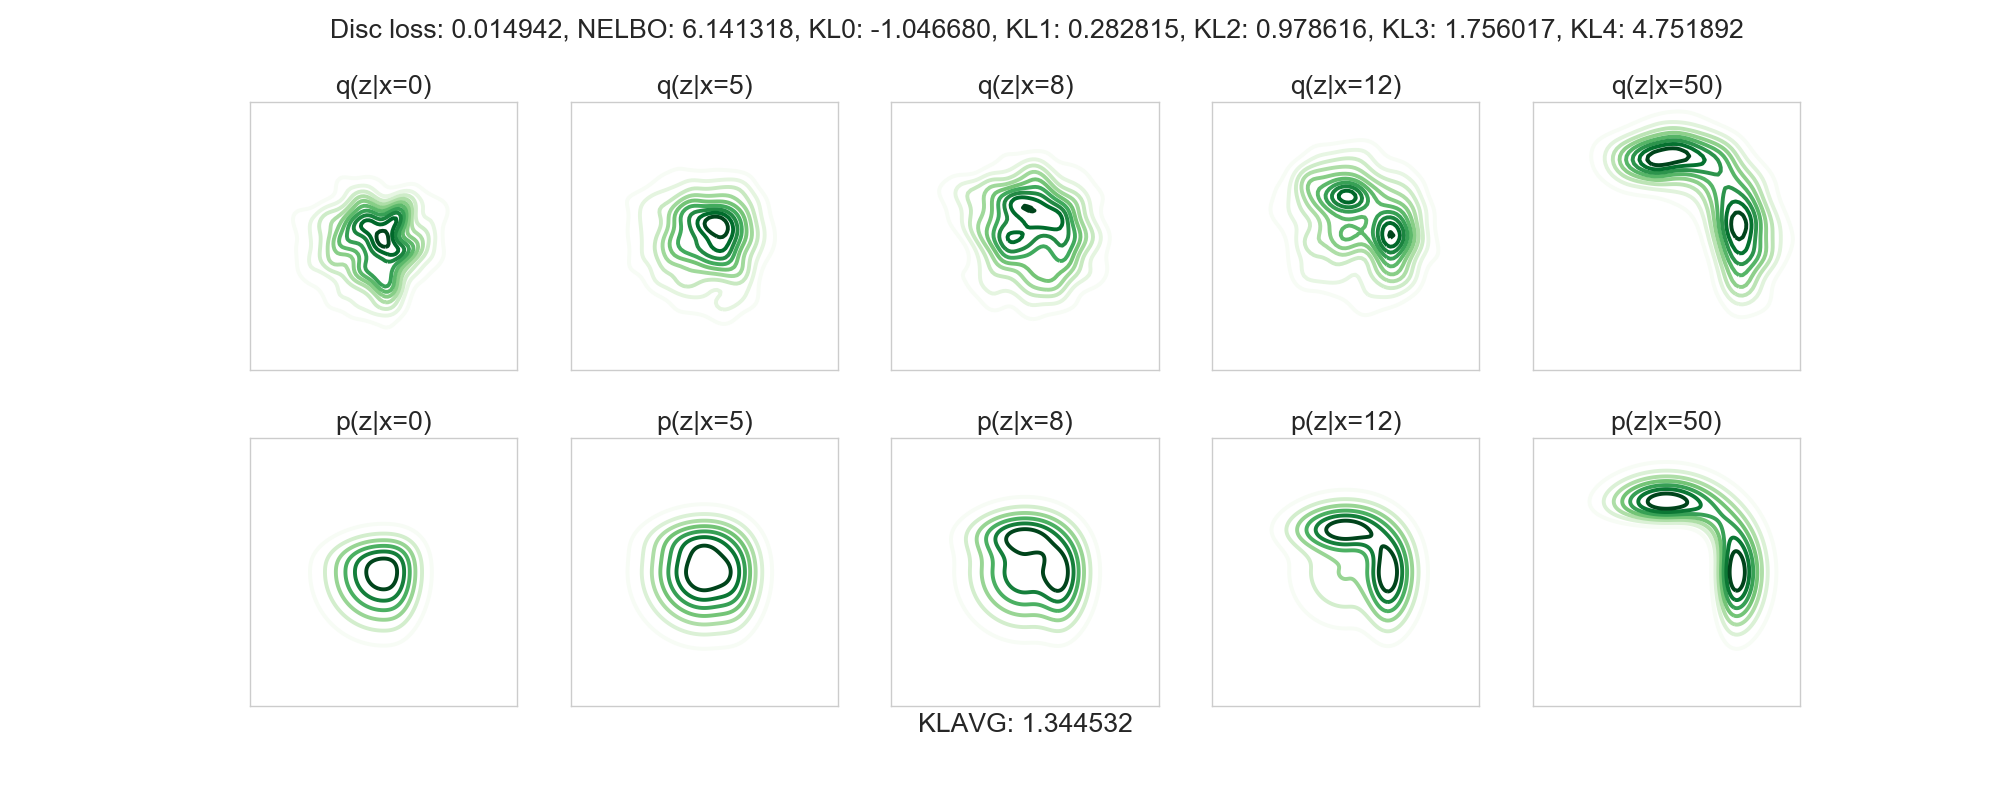 Disc loss: 0.014942, NELBO: 6.141318, KL0: -1.046680, KL1: 0.282815, KL2: 0.978616, KL3: 1.756017, KL4: 4.751892
q(z|x=0) q(z|x=5) q(z|x=8) q(z|x=12) q(z|x=50)
p(z|x=0) p(z|x=5) p(z|x=8) p(z|x=12) p(z|x=50)
KLAVG: 1.344532